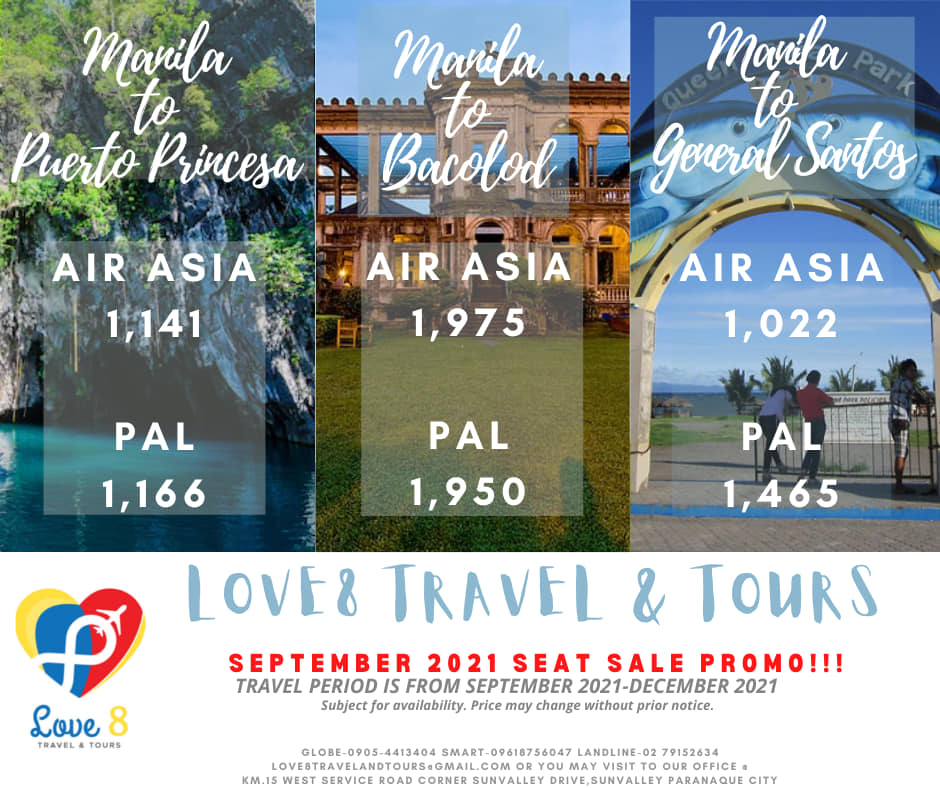 Manila
to
Puerto Princesa
AIR ASIA
1,141
PAL
1,166
Manila
to
Bacolod
AIR ASIA
1,975
PAL
1,950
Manila
to
General Santos
AIR ASIA
1,022
PAL
1,465
Park
LOVE8 TRAVEL & TOURS
SEPTEMBER 2021 SEAT SALE PROMO!!!
TRAVEL PERIOD IS FROM SEPTEMBER 2021-DECEMBER 2021
Subject for availability. Price may change without prior notice.
Love 8
TRAVEL & TOURS
GLOBE-0905-4413404 SMART-09618756047 LANDLINE-02 79152634
LOVE8TRAVELANDTOURS@GMAIL.COM OR YOU MAY VISIT TO OUR OFFICE @
KM.15 WEST SERVICE ROAD CORNER SUNVALLEY DRIVE,SUNVALLEY PARANAQUE CITY